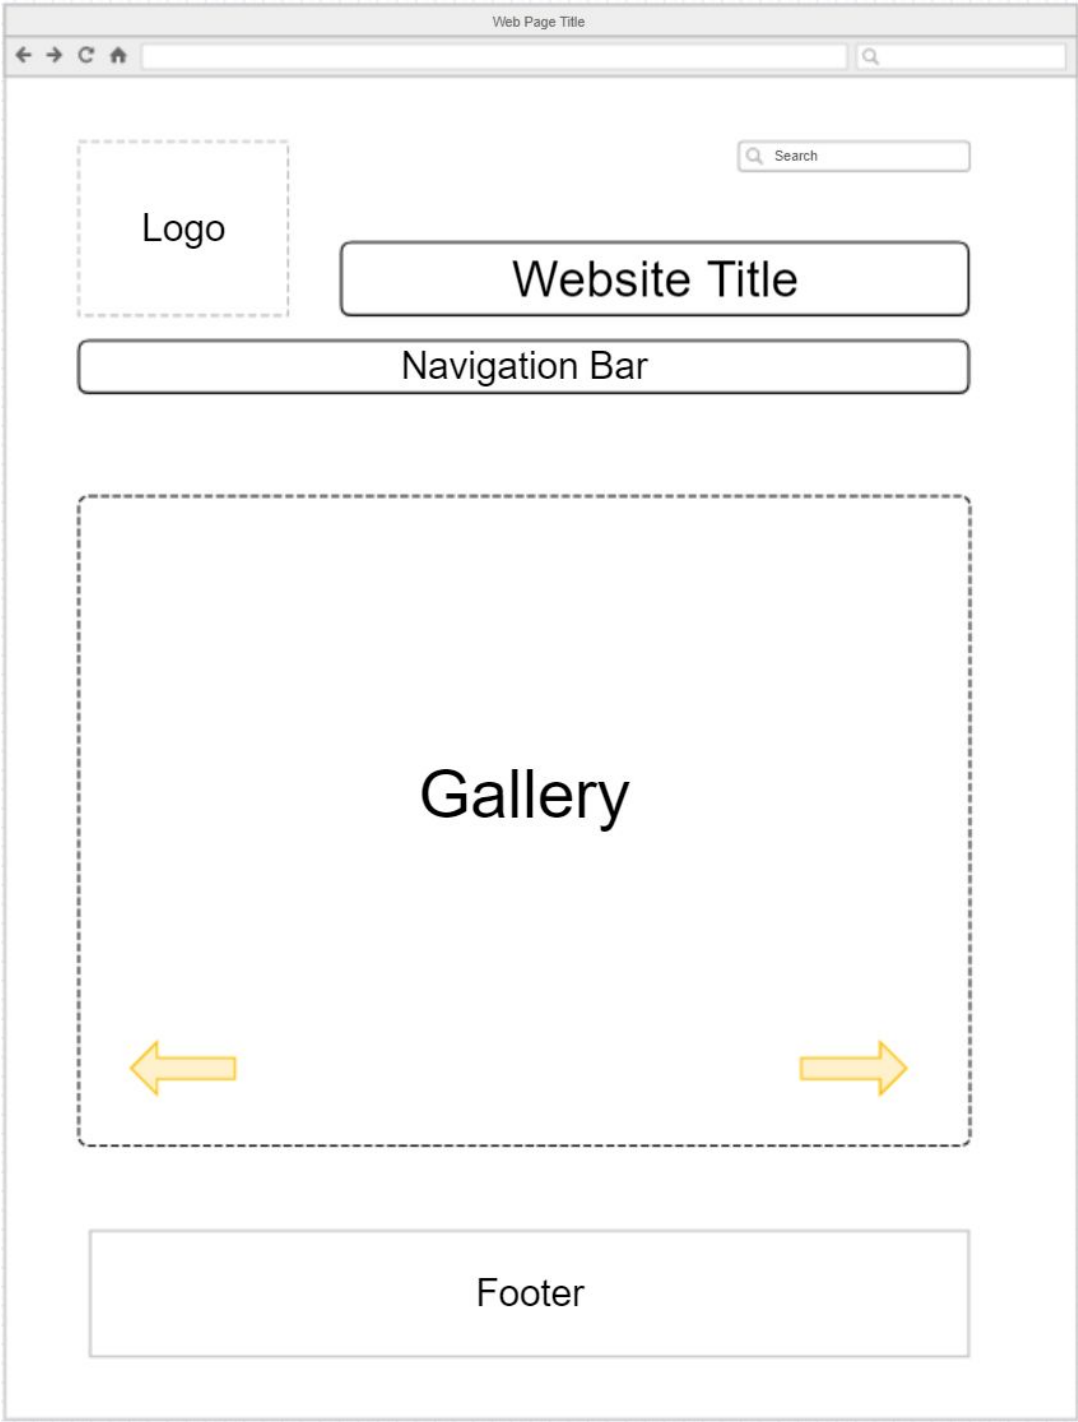 Web Page Title
Search
Logo
Website Title
Navigation Bar
Gallery
Footer